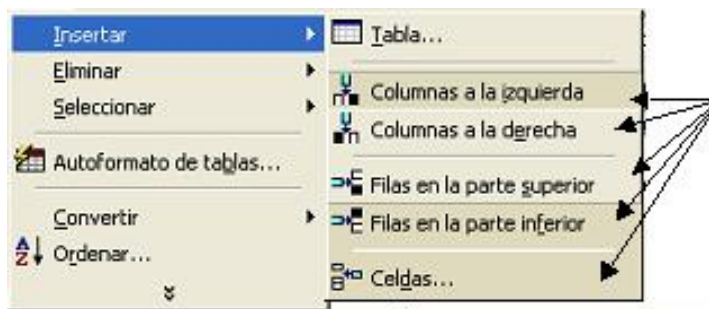 Insertar
Eliminar
Seleccionar
Autoformato de tablas...
Convertir
Ordenar...
Tabla...
Columnas a la izquierda
Columnas a la derecha
Filas en la parte superior
Filas en la parte inferior
Celdas...